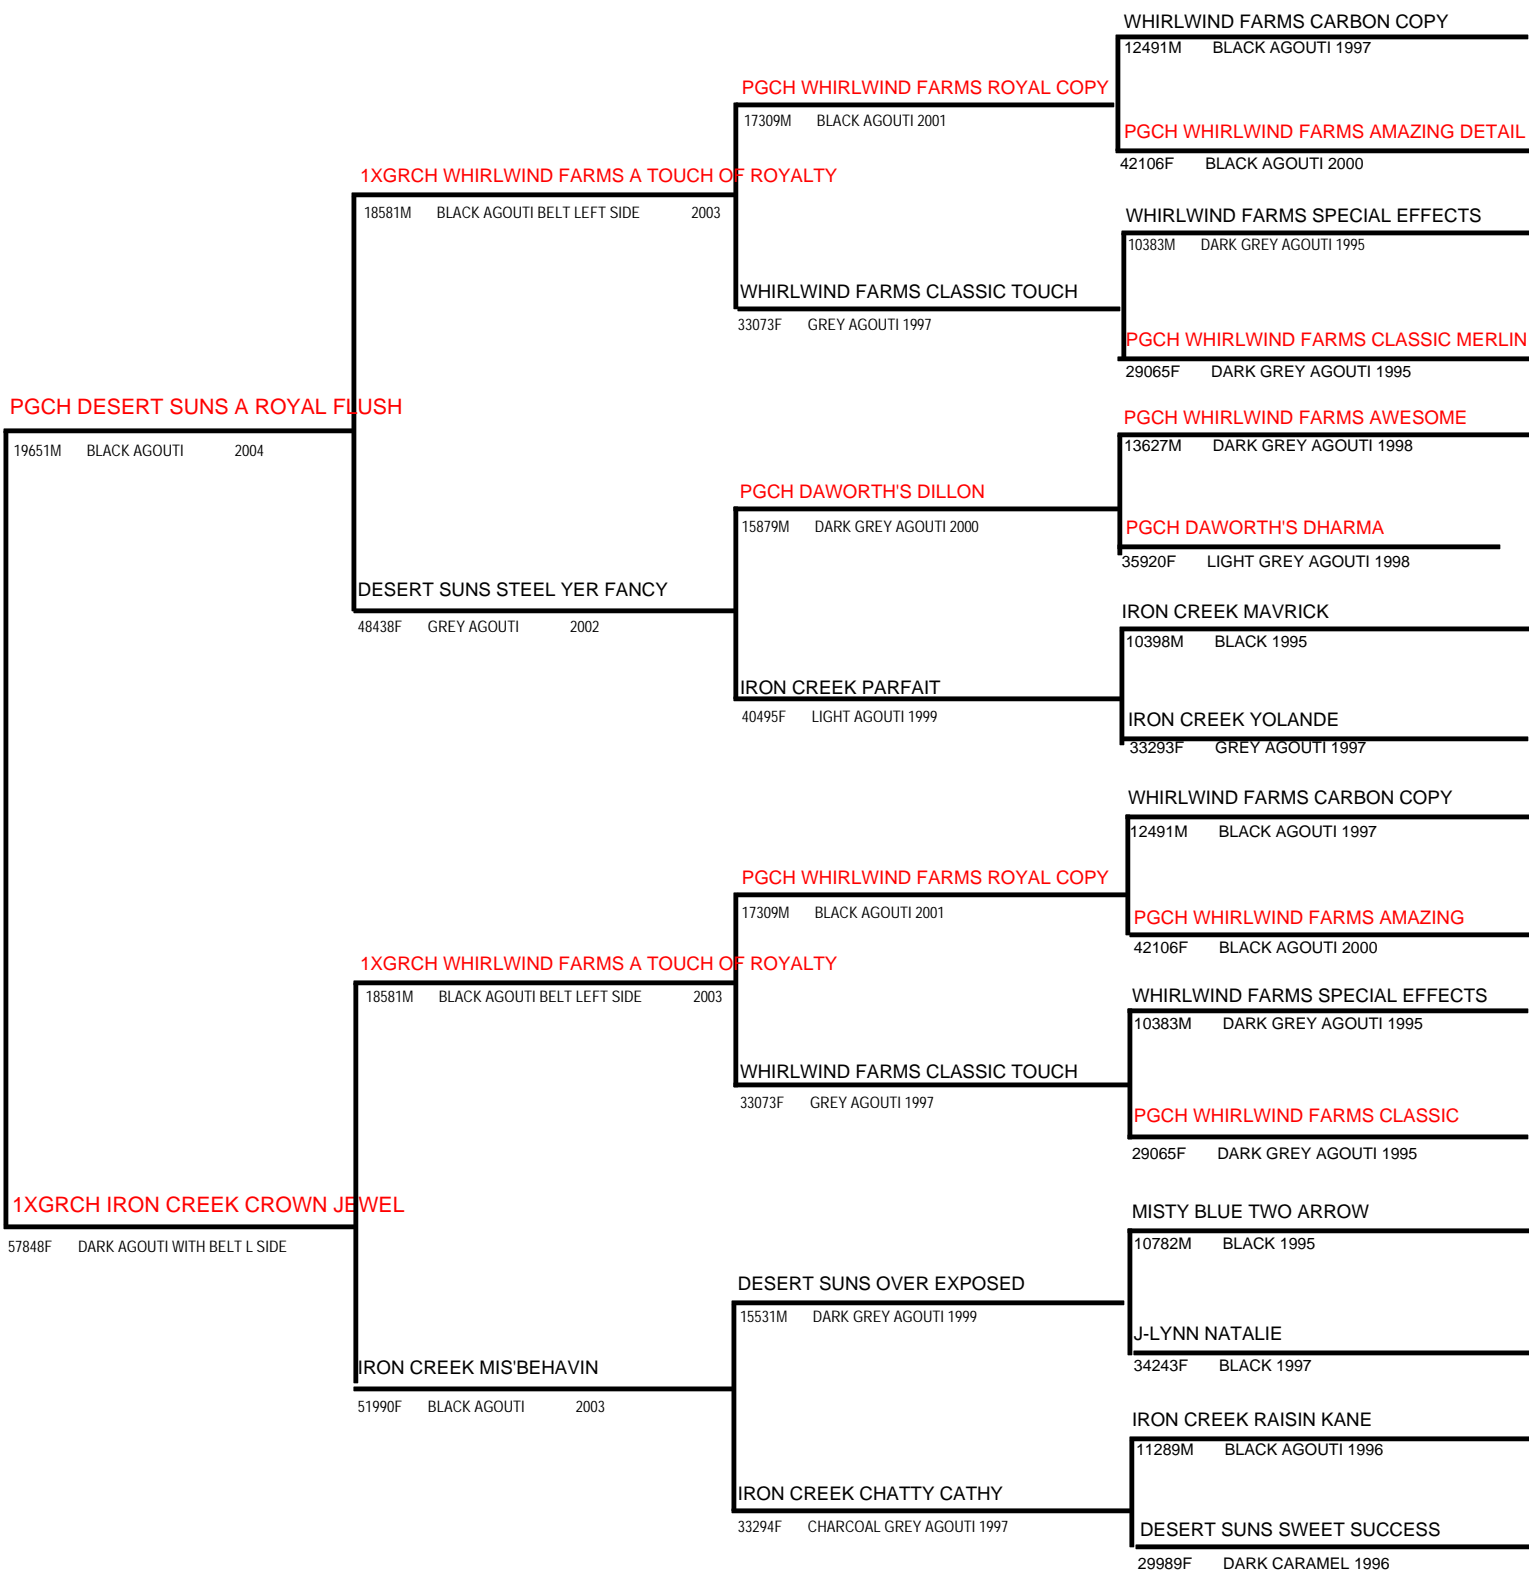 WHIRLWIND FARMS CARBON COPY
12491M BLACK AGOUTI 1997
PGCH WHIRLWIND FARMS ROYAL COPY
17309M BLACK AGOUTI 2001
PGCH WHIRLWIND FARMS AMAZING DETAIL
42106F BLACK AGOUTI 2000
1XGRCH WHIRLWIND FARMS A TOUCH OF ROYALTY
18581M BLACK AGOUTI BELT LEFT SIDE 2003
WHIRLWIND FARMS SPECIAL EFFECTS
10383M DARK GREY AGOUTI 1995
WHIRLWIND FARMS CLASSIC TOUCH
33073F GREY AGOUTI 1997
PGCH WHIRLWIND FARMS CLASSIC MERLIN
29065F DARK GREY AGOUTI 1995
PGCH DESERT SUNS A ROYAL FLUSH
19651M BLACK AGOUTI 2004
PGCH WHIRLWIND FARMS AWESOME
13627M DARK GREY AGOUTI 1998
PGCH DAWORTH'S DILLON
15879M DARK GREY AGOUTI 2000
PGCH DAWORTH'S DHARMA
35920F LIGHT GREY AGOUTI 1998
DESERT SUNS STEEL YER FANCY
48438F GREY AGOUTI 2002
IRON CREEK MAVRICK
10398M BLACK 1995
IRON CREEK PARFAIT
40495F LIGHT AGOUTI 1999
IRON CREEK YOLANDE
33293F GREY AGOUTI 1997
WHIRLWIND FARMS CARBON COPY
12491M BLACK AGOUTI 1997
PGCH WHIRLWIND FARMS ROYAL COPY
17309M BLACK AGOUTI 2001
PGCH WHIRLWIND FARMS AMAZING
42106F BLACK AGOUTI 2000
1XGRCH WHIRLWIND FARMS A TOUCH OF ROYALTY
18581M BLACK AGOUTI BELT LEFT SIDE 2003
WHIRLWIND FARMS SPECIAL EFFECTS
10383M DARK GREY AGOUTI 1995
WHIRLWIND FARMS CLASSIC TOUCH
33073F GREY AGOUTI 1997
PGCH WHIRLWIND FARMS CLASSIC
29065F DARK GREY AGOUTI 1995
1XGRCH IRON CREEK CROWN JEWEL
57848F DARK AGOUTI WITH BELT L SIDE
MISTY BLUE TWO ARROW
10782M BLACK 1995
DESERT SUNS OVER EXPOSED
15531M DARK GREY AGOUTI 1999
J-LYNN NATALIE
34243F BLACK 1997
IRON CREEK MIS'BEHAVIN
51990F BLACK AGOUTI 2003
IRON CREEK RAISIN KANE
11289M BLACK AGOUTI 1996
IRON CREEK CHATTY CATHY
33294F CHARCOAL GREY AGOUTI 1997
DESERT SUNS SWEET SUCCESS
29989F DARK CARAMEL 1996